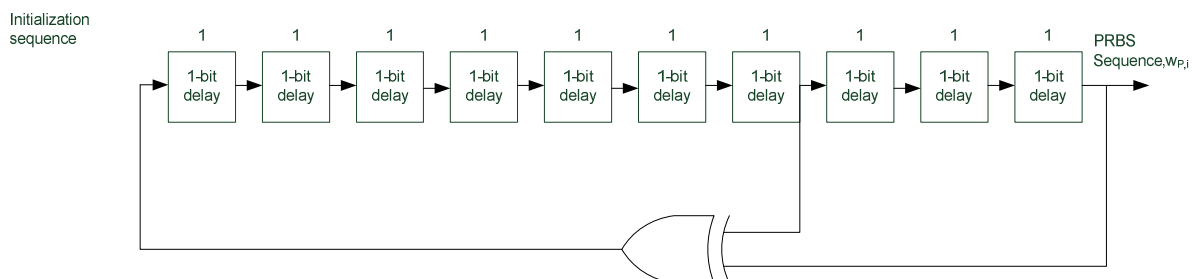 Initialization
sequence
1 1 1 1 1 1 1 1 1 1
PRBS
Sequence,wP,i
1-bit
delay
1-bit
delay
1-bit
delay
1-bit
delay
1-bit
delay
1-bit
delay
1-bit
delay
1-bit
delay
1-bit
delay
1-bit
delay